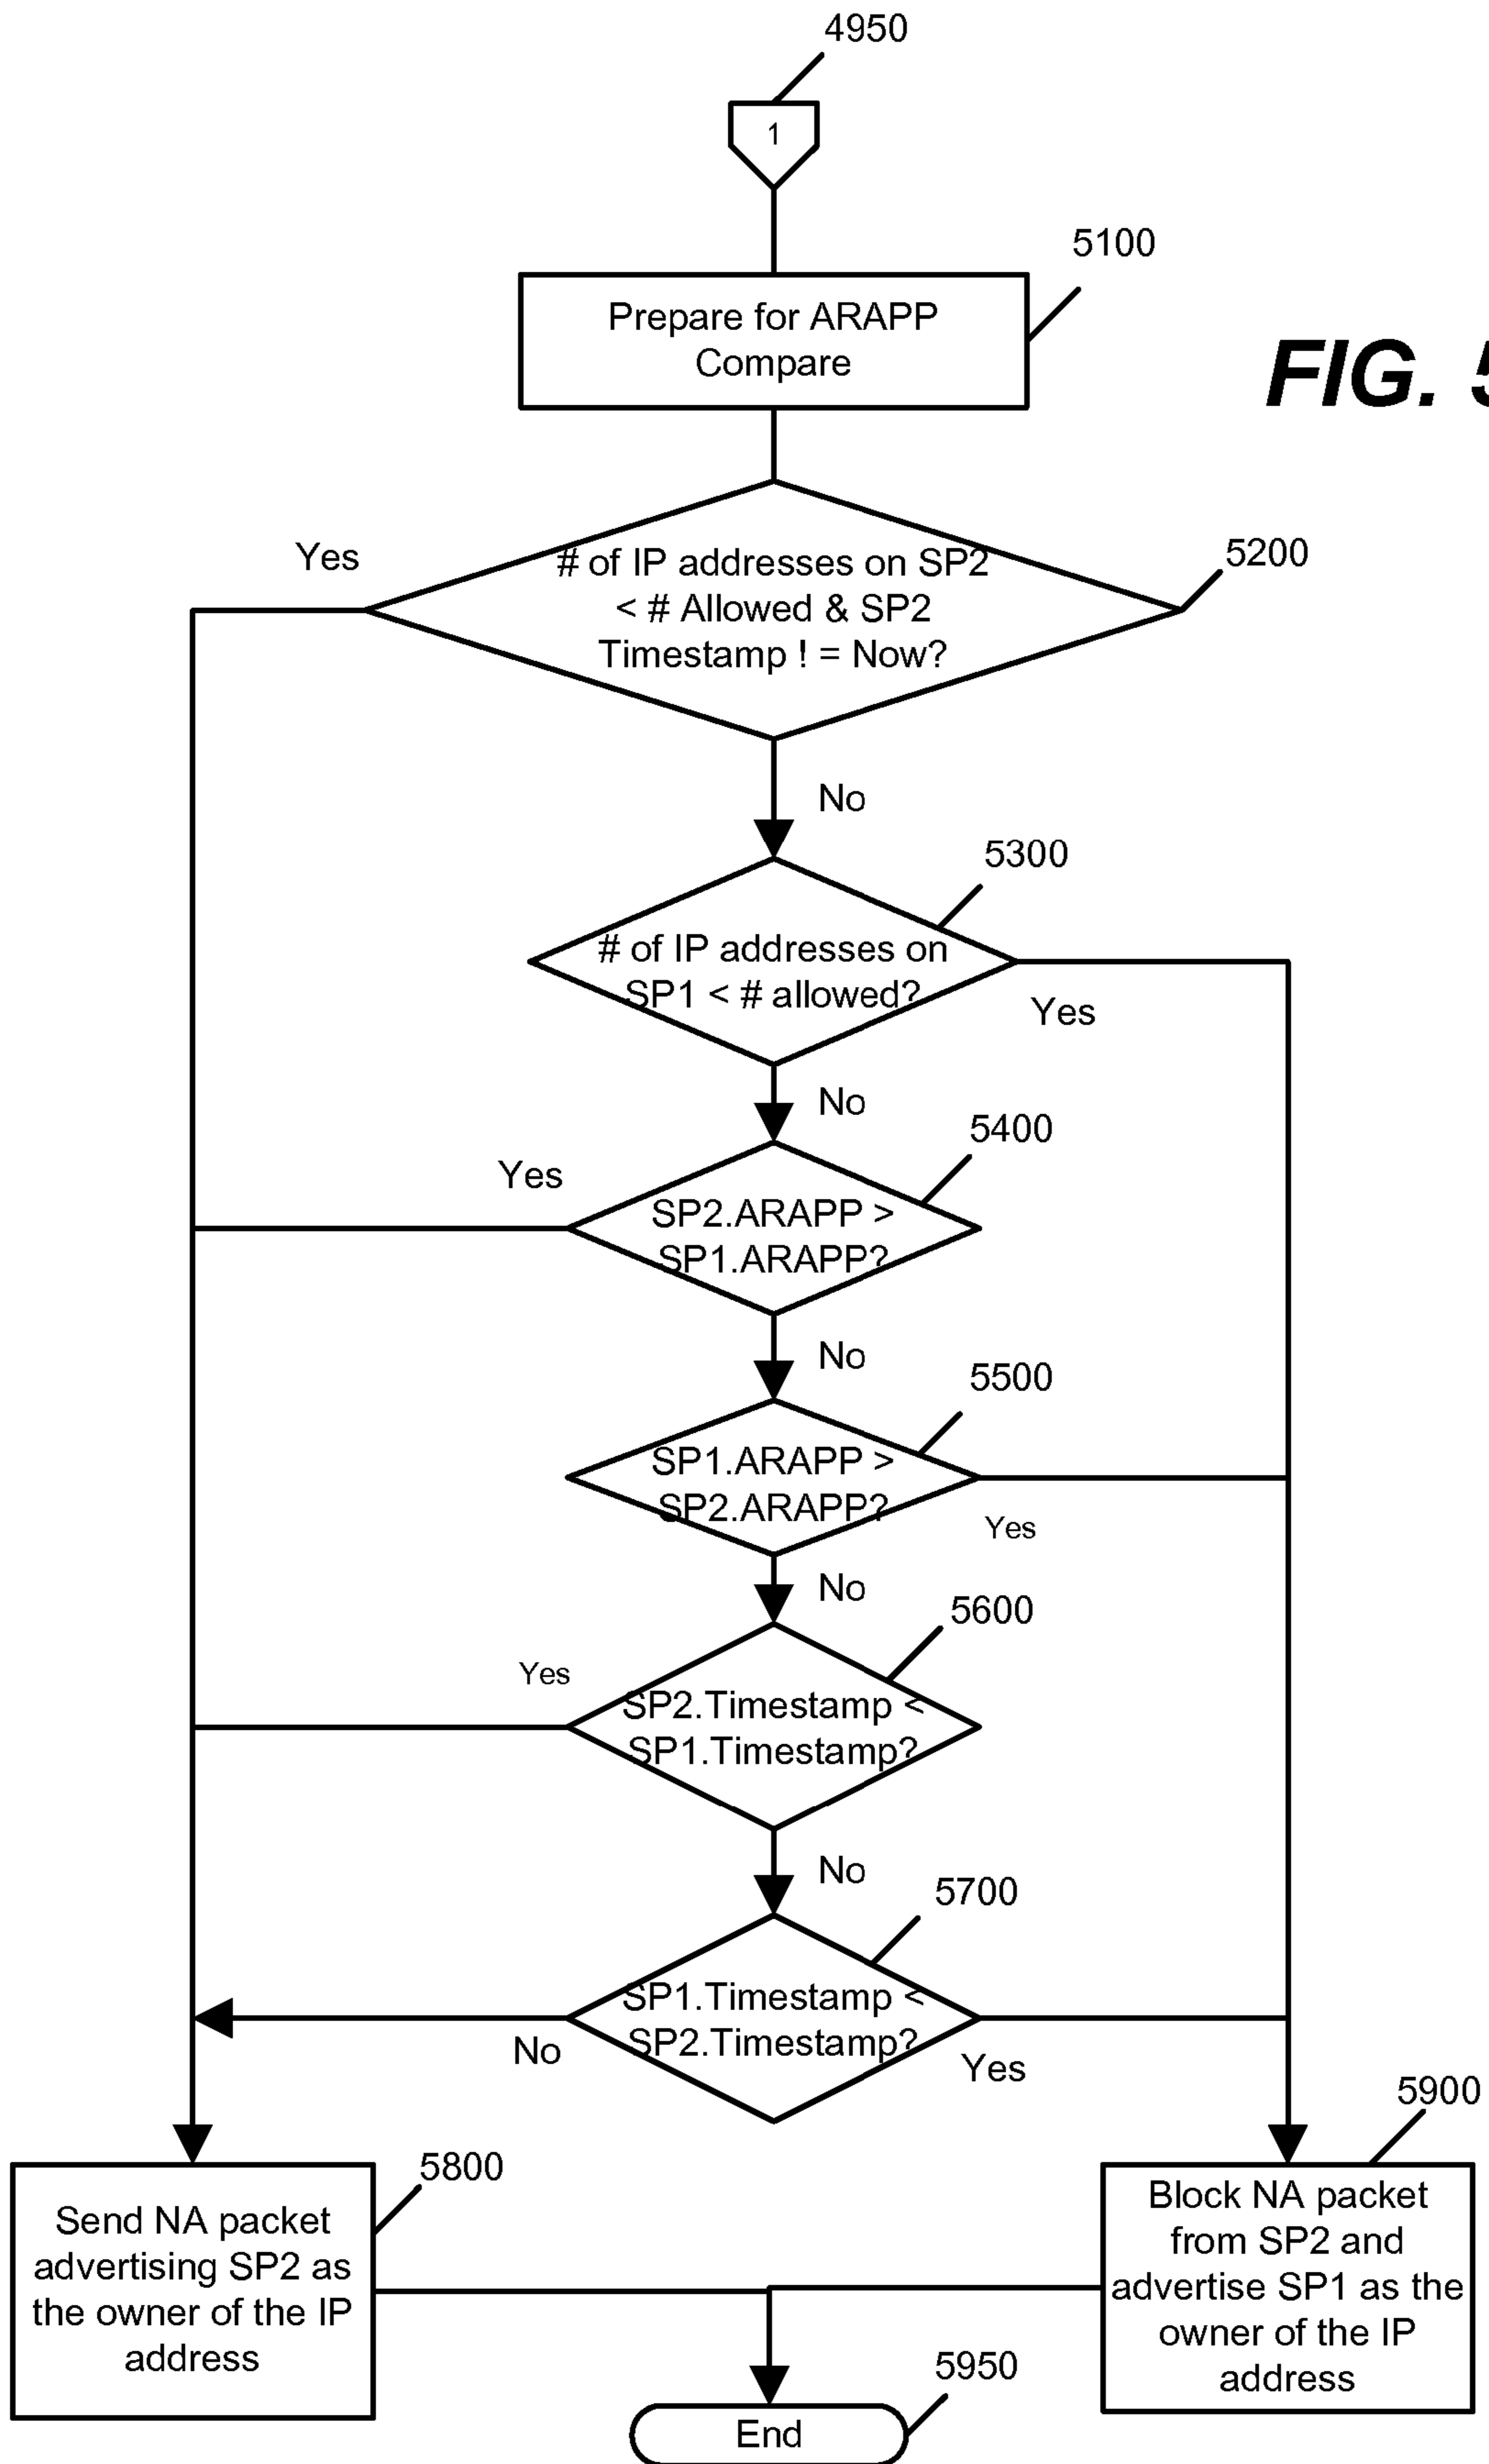 4950
1
5100
Prepare for ARAPP
Compare
FIG. 5
Yes
# of IP addresses on SP2
< # Allowed & SP2
Timestamp ! = Now?
5200
No
5300
# of IP addresses on
SP1 < # allowed?
Yes
No
5400
Yes
SP2.ARAPP >
SP1.ARAPP?
No
5500
SP1.ARAPP >
SP2.ARAPP?
Yes
No
5600
Yes
SP2.Timestamp <
SP1.Timestamp?
No
5700
SP1.Timestamp <
SP2.Timestamp?
No
Yes
5800
Send NA packet
advertising SP2 as
the owner of the IP
address
5900
Block NA packet
from SP2 and
advertise SP1 as the
owner of the IP
address
5950
End